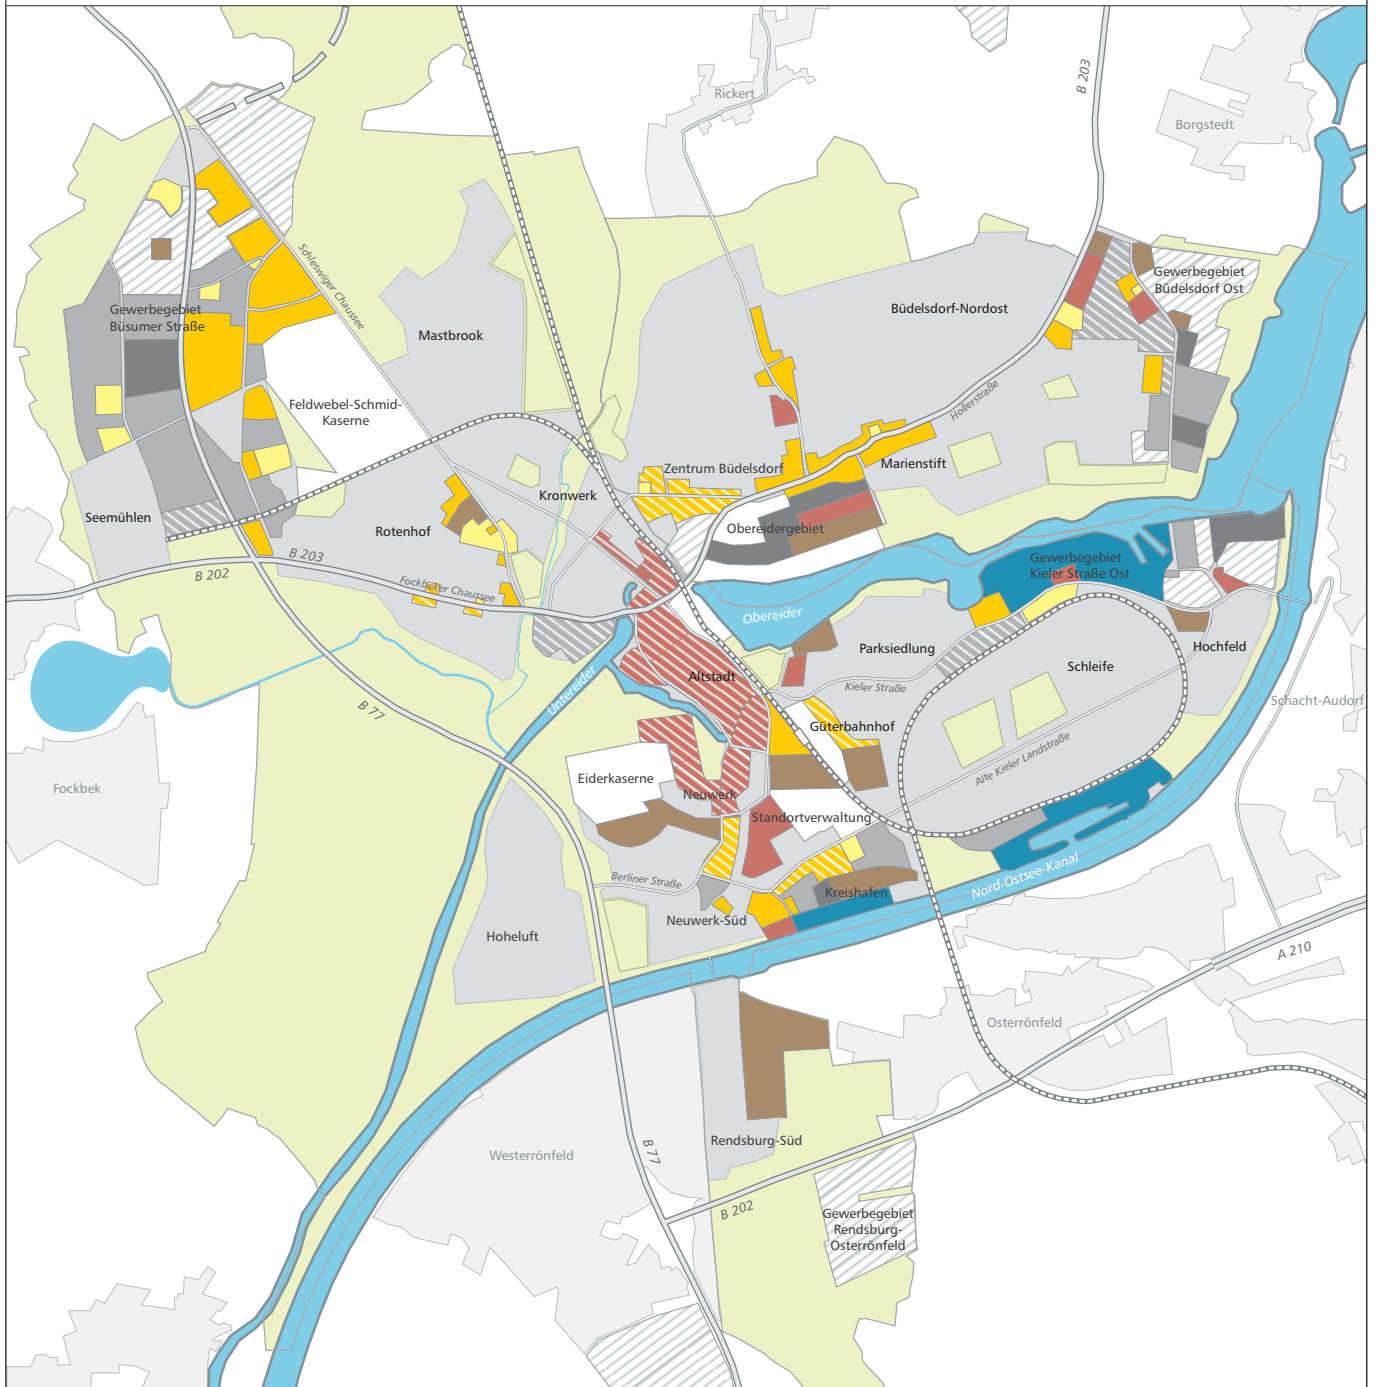 Rickert
B 203
Borgstedt
Schleswiger Chaussee
Gewerbegebiet
Büdelsdorf Ost
Gewerbegebiet
Büsumer Straße
Mastbrook
Büdelsdorf-Nordost
Feldwebel-Schmid-
Kaserne
Hollerstraße
Zentrum Büdelsdorf
Marienstift
Kronwerk
Seemühlen
Rotenhof
Obereidergebiet
B 203
B 202
Fockbeker Chaussee
Gewerbegebiet
Kieler Straße Ost
Obereider
Parksiedlung
Hochfeld
Schleife
Altstadt
Untereider
Kieler Straße
Schacht-Audorf
B 77
Güterbahnhof
Alte Kieler Landstraße
Fockbek
Eiderkaserne
Neuwerk
Standortverwaltung
Berliner Straße
Kreishafen
Nord-Ostsee-Kanal
Neuwerk-Süd
Hoheluft
A 210
Osterrönfeld
Rendsburg-Süd
Westerrönfeld
B 77
B 202
Gewerbegebiet
Rendsburg-
Osterrönfeld